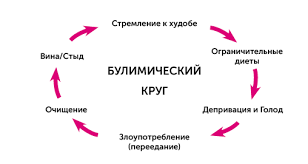 Стремление к худобе
Ограничительные
диеты
Депривация и Голод
Злоупотребление
(переедание)
Очищение
Вина/Стыд
БУЛИМИЧЕСКИЙ
КРУГ